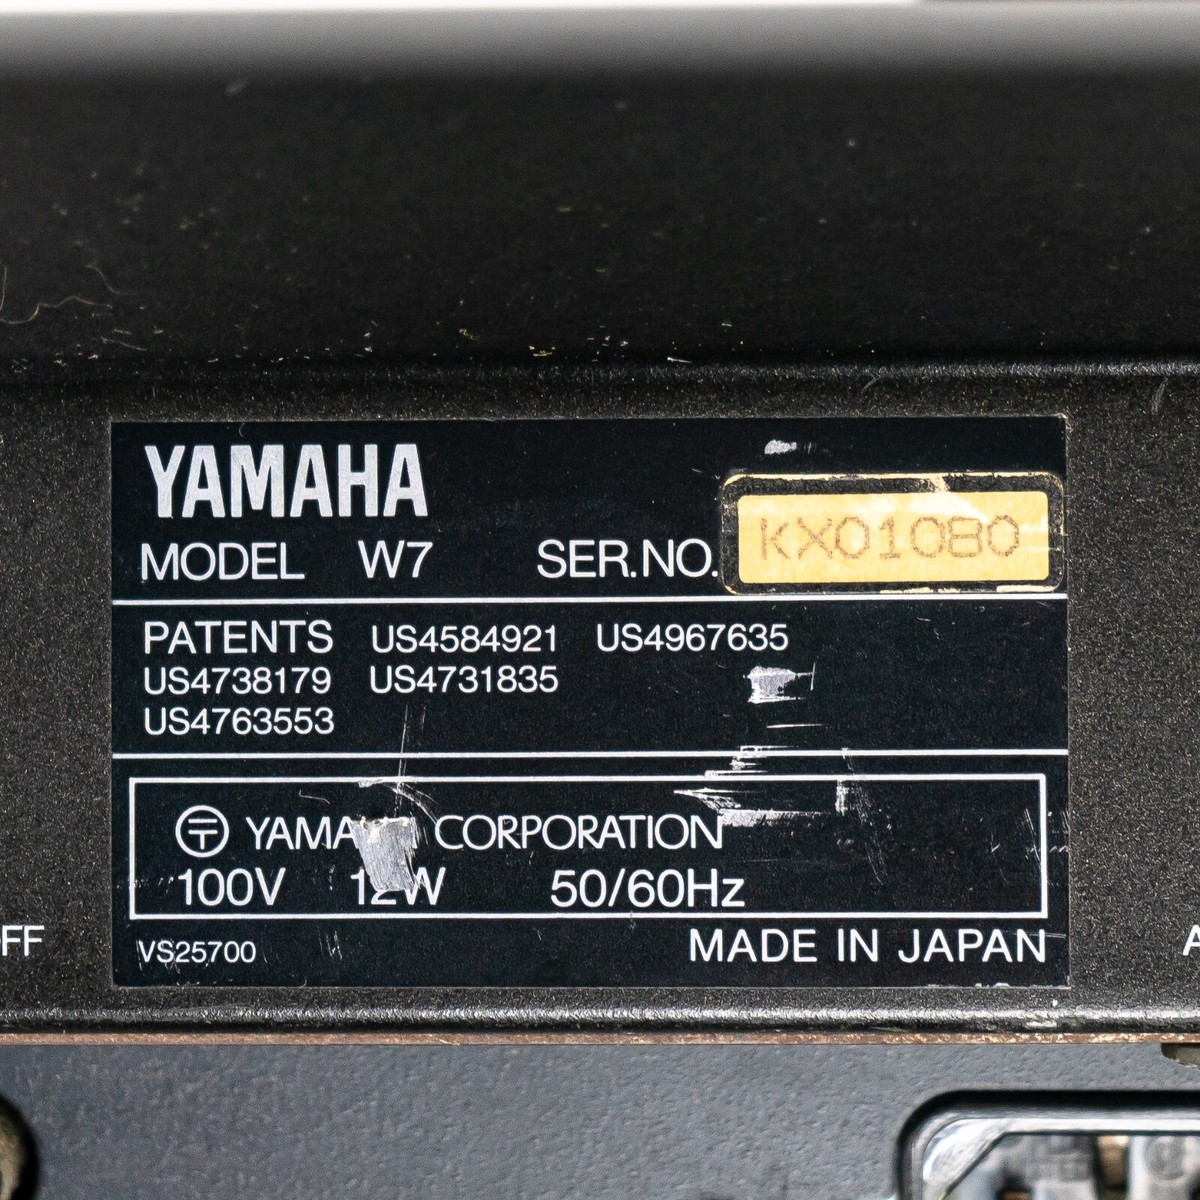 YAMAHA
MODEL W7 SER.NO. KX01080
PATENTS US4584921 US4967635
US4738179 US4731835
US4763553
CORPORATION
100V 12W 50/60Hz
VS25700 MADE IN JAPAN